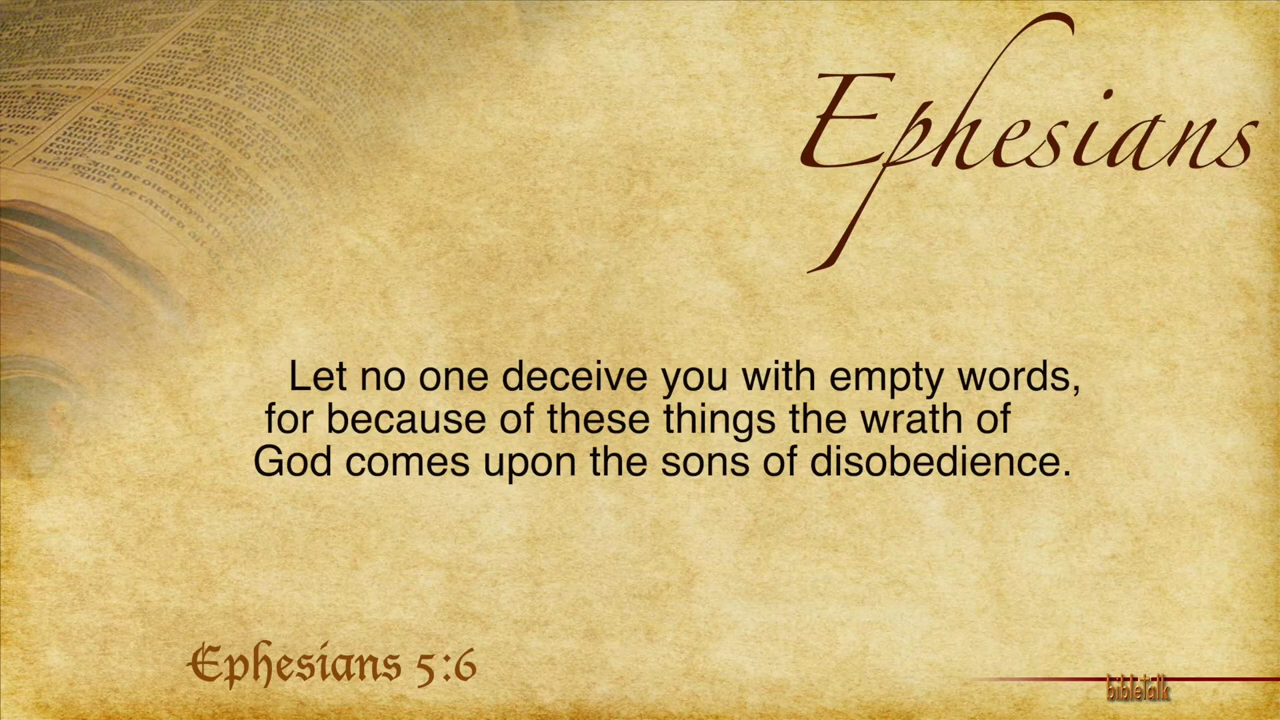 Ephesians
Let no one deceive you with empty words,
for because of these things the wrath of
God comes upon the sons of disobedience.
Ephesians 5:6
bibletalk